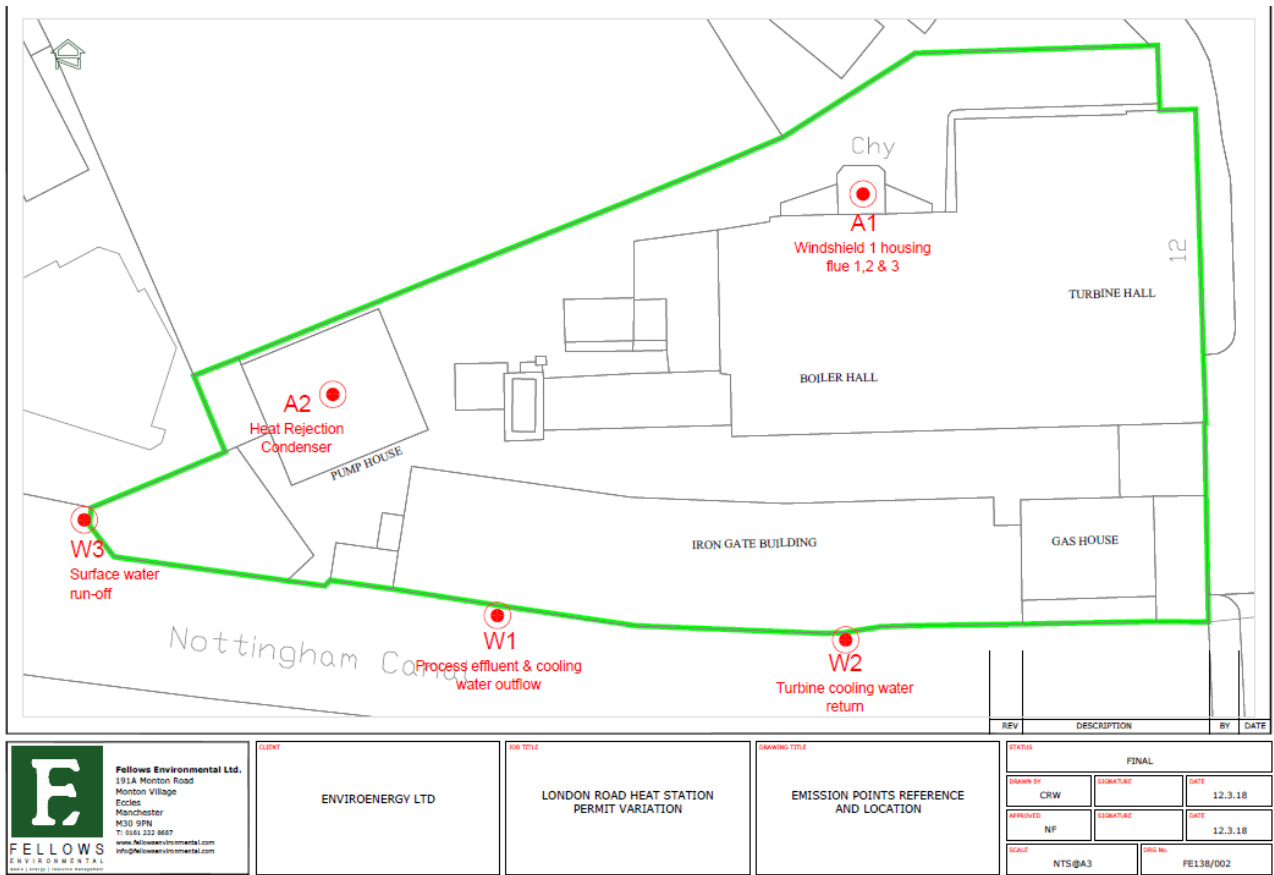 Chy
A1
Windshield 1 housing
flue 1,2 & 3
12
TURBINE HALL
BOILER HALL
A2
Heat Rejection
Condenser
PUMP HOUSE
IRON GATE BUILDING
GAS HOUSE
W3
Surface water
run-off
W1
Process effluent & cooling
water outflow
Nottingham Canal
W2
Turbine cooling water
return
REV DESCRIPTION BY DATE
E
FELLOWS
ENVIRONMENTAL
waste | energy | resource management
Fellows Environmental Ltd.
191A Monton Road
Monton Village
Eccles
Manchester
M30 9PN
T: 0161 222 8687
www.fellowsenvironmental.com
info@fellowsenvironmental.com
CLIENT
ENVIROENERGY LTD
JOB TITLE
LONDON ROAD HEAT STATION
PERMIT VARIATION
DRAWING TITLE
EMISSION POINTS REFERENCE
AND LOCATION
STATUS
FINAL
DRAWN BY
CRW
SIGNATURE
DATE
12.3.18
APPROVED
NF
SIGNATURE
DATE
12.3.18
SCALE
NTS@A3
DRG No.
FE138/002